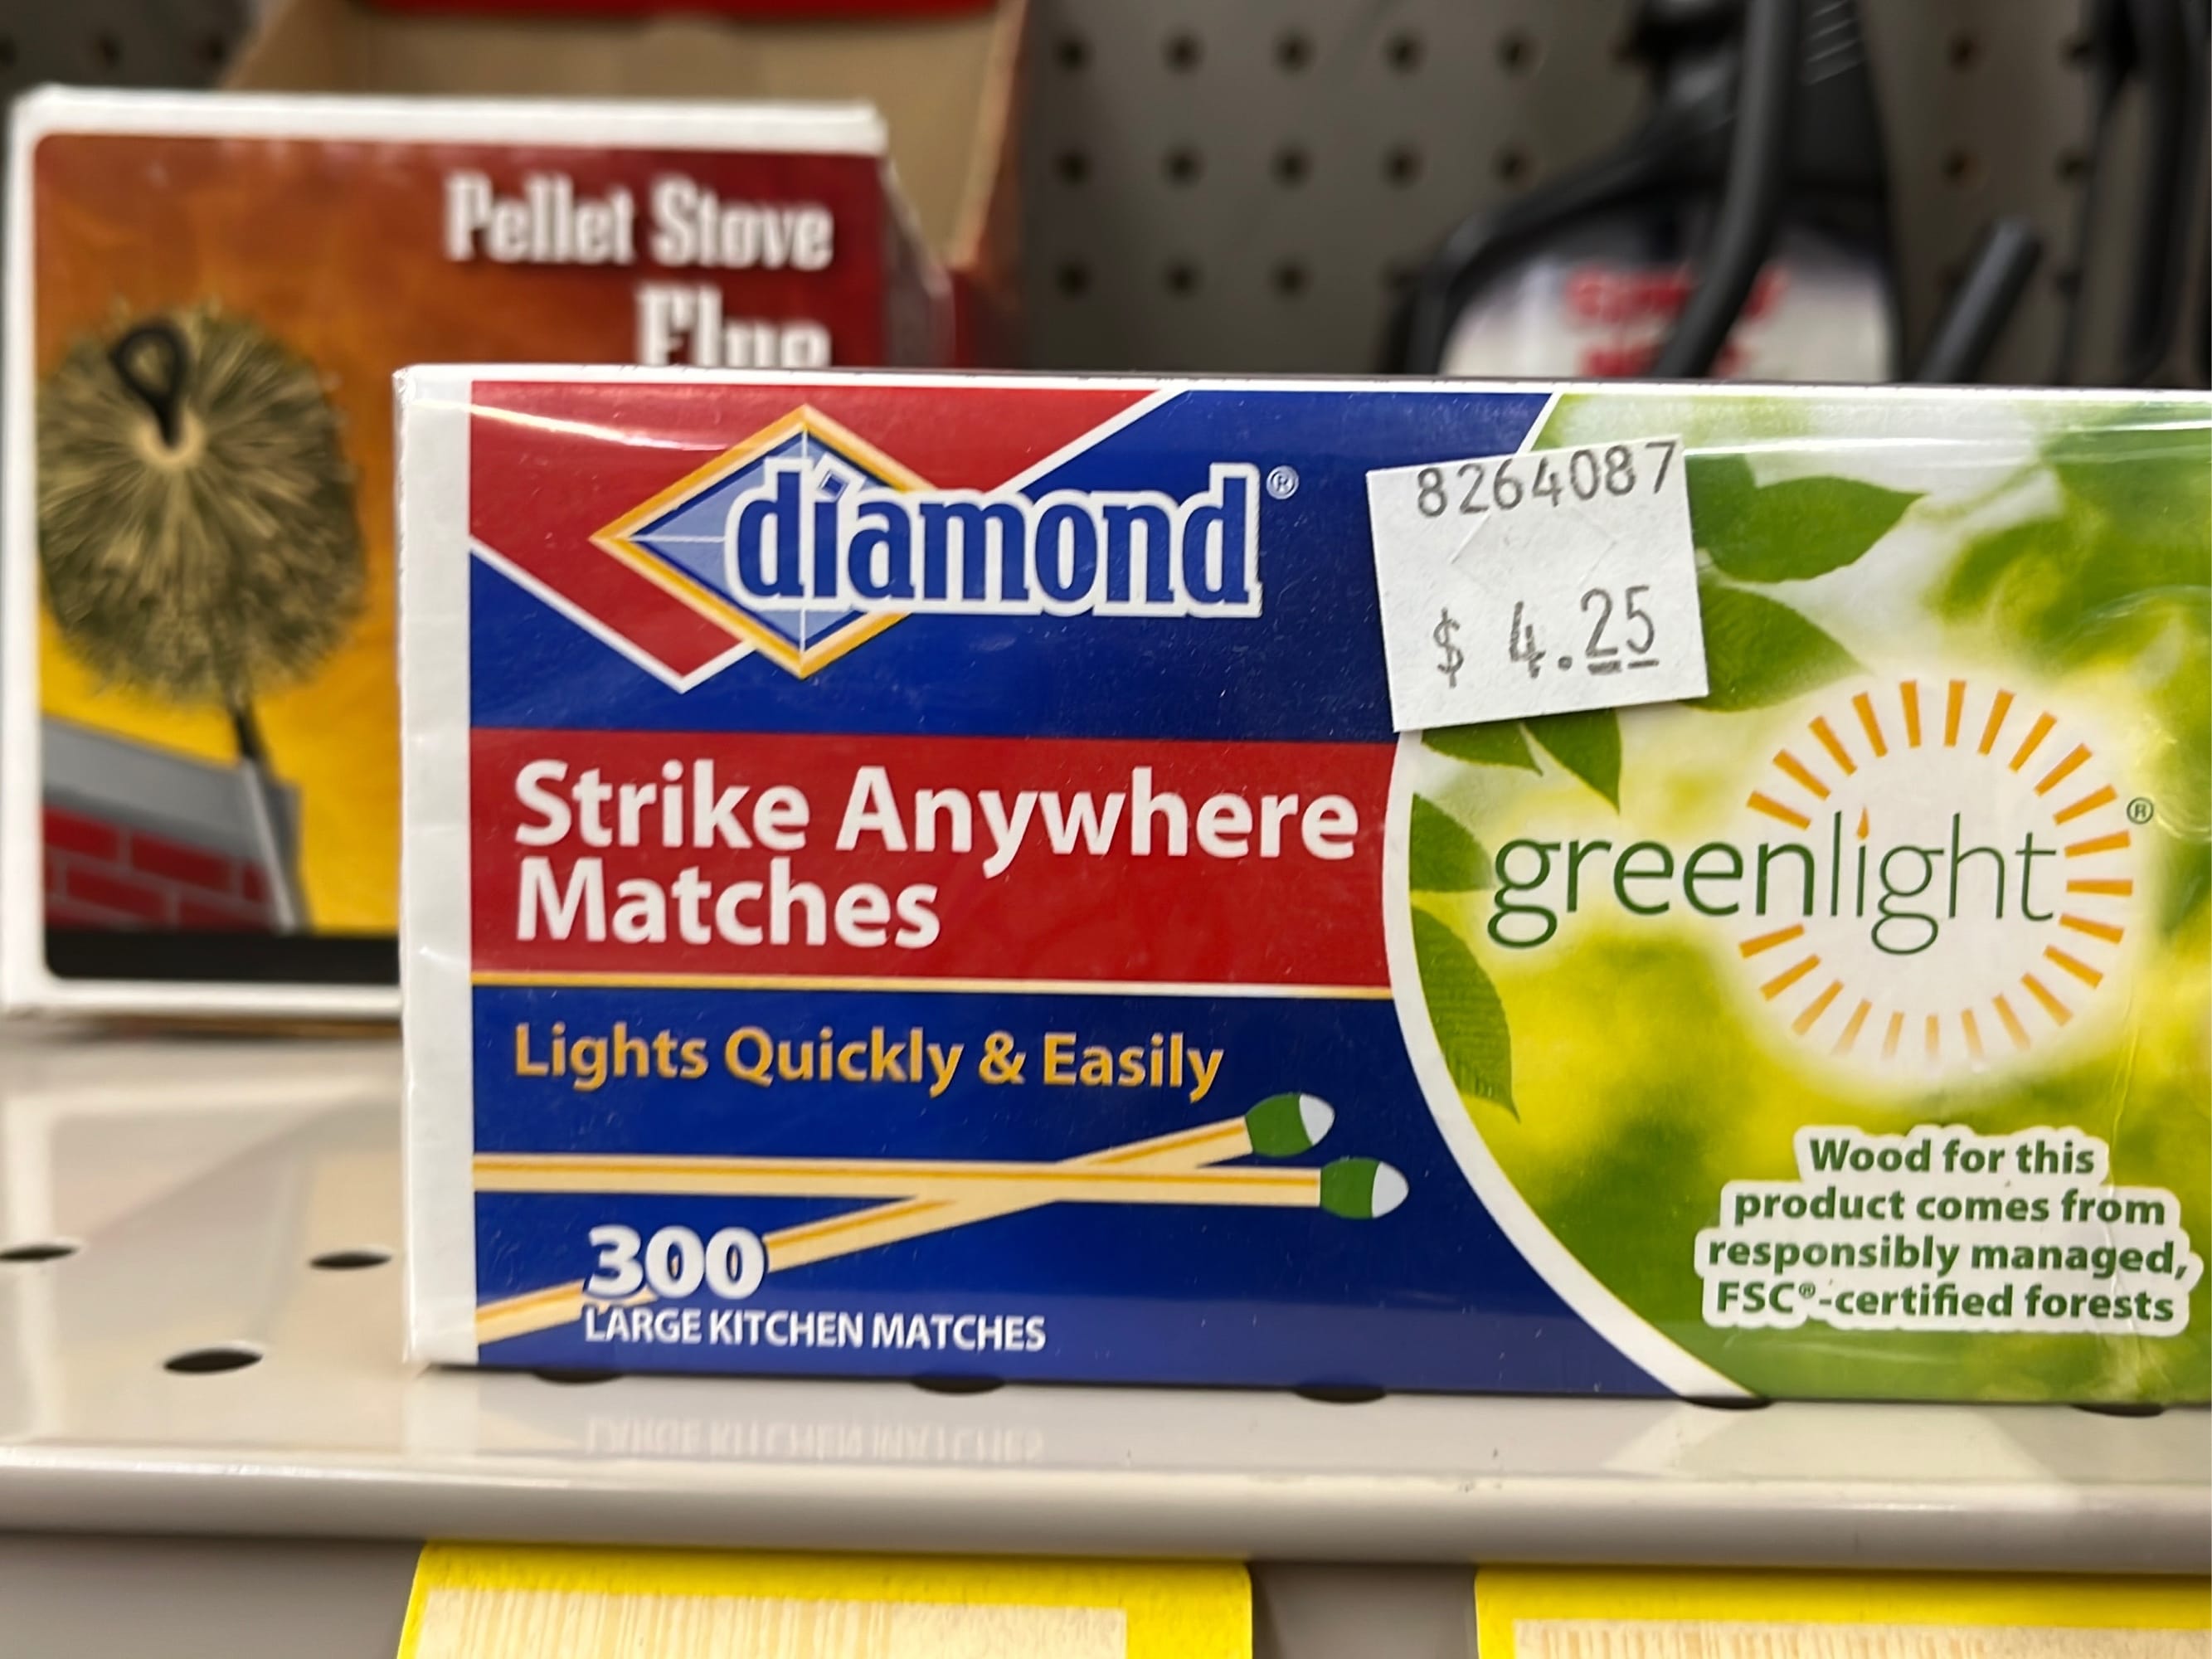 Pellet Stove
Flue
diamond®
8264087
$ 4.25
Strike Anywhere
Matches
greenlight®
Lights Quickly & Easily
Wood for this
product comes from
responsibly managed,
FSC®-certified forests
300
LARGE KITCHEN MATCHES